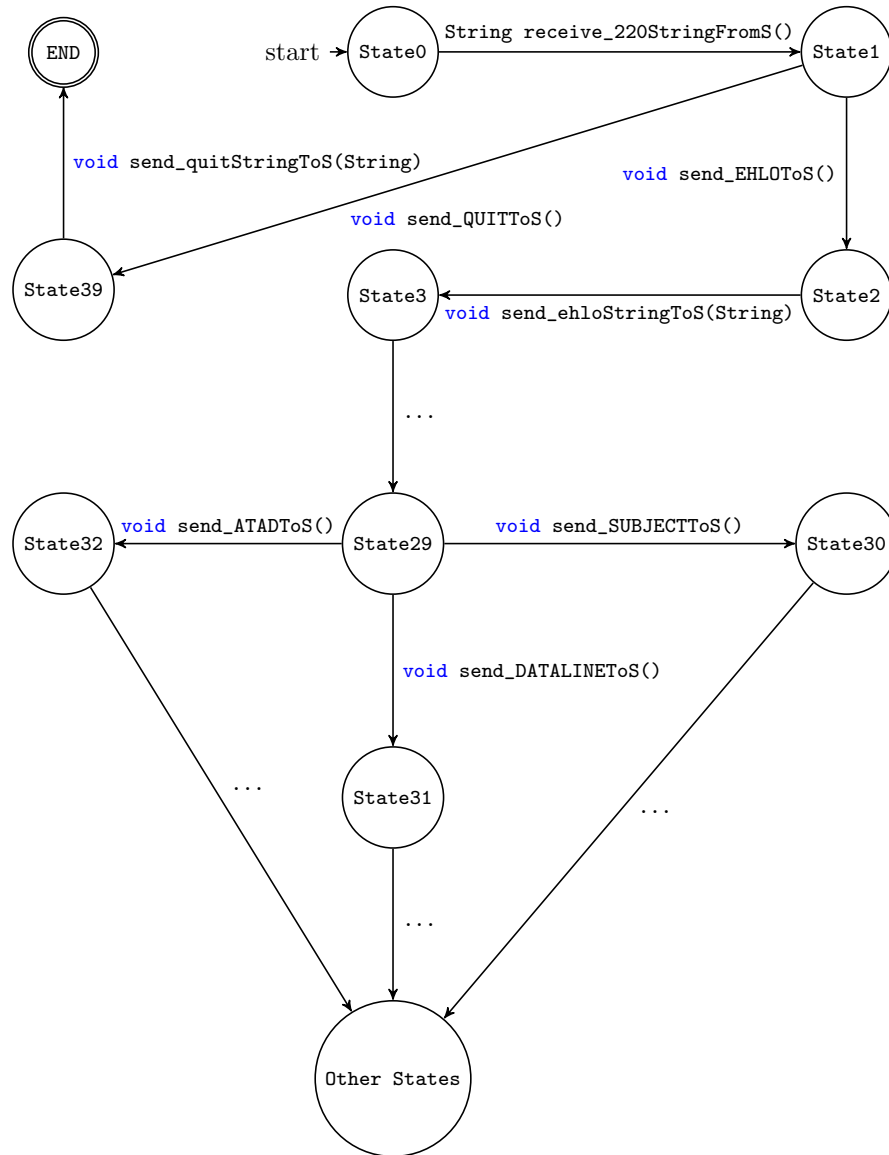 END
start
State0
String receive_220StringFromS()
State1
void send_quitStringToS(String)
void send_EHLOToS()
void send_QUITToS()
State39
State3
State2
void send_ehloStringToS(String)
...
State32
void send_ATADToS()
State29
void send_SUBJECTToS()
State30
void send_DATALINEToS()
...
State31
...
...
Other States